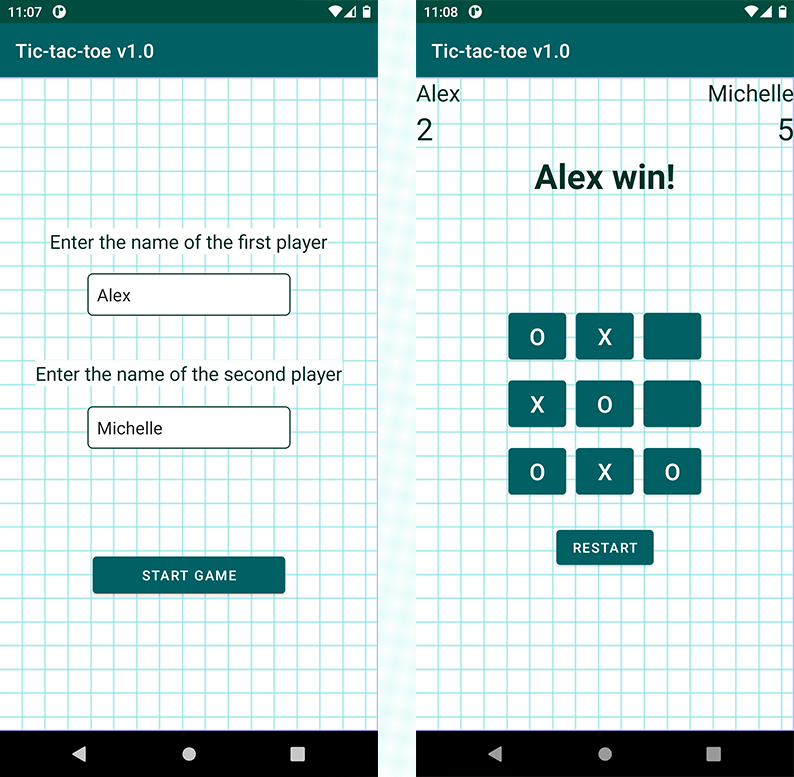 11:07
Tic-tac-toe v1.0
Enter the name of the first player
Alex
Enter the name of the second player
Michelle
START GAME
11:08
Tic-tac-toe v1.0
Alex Michelle
2 5
Alex win!
O X
X O
O X O
RESTART